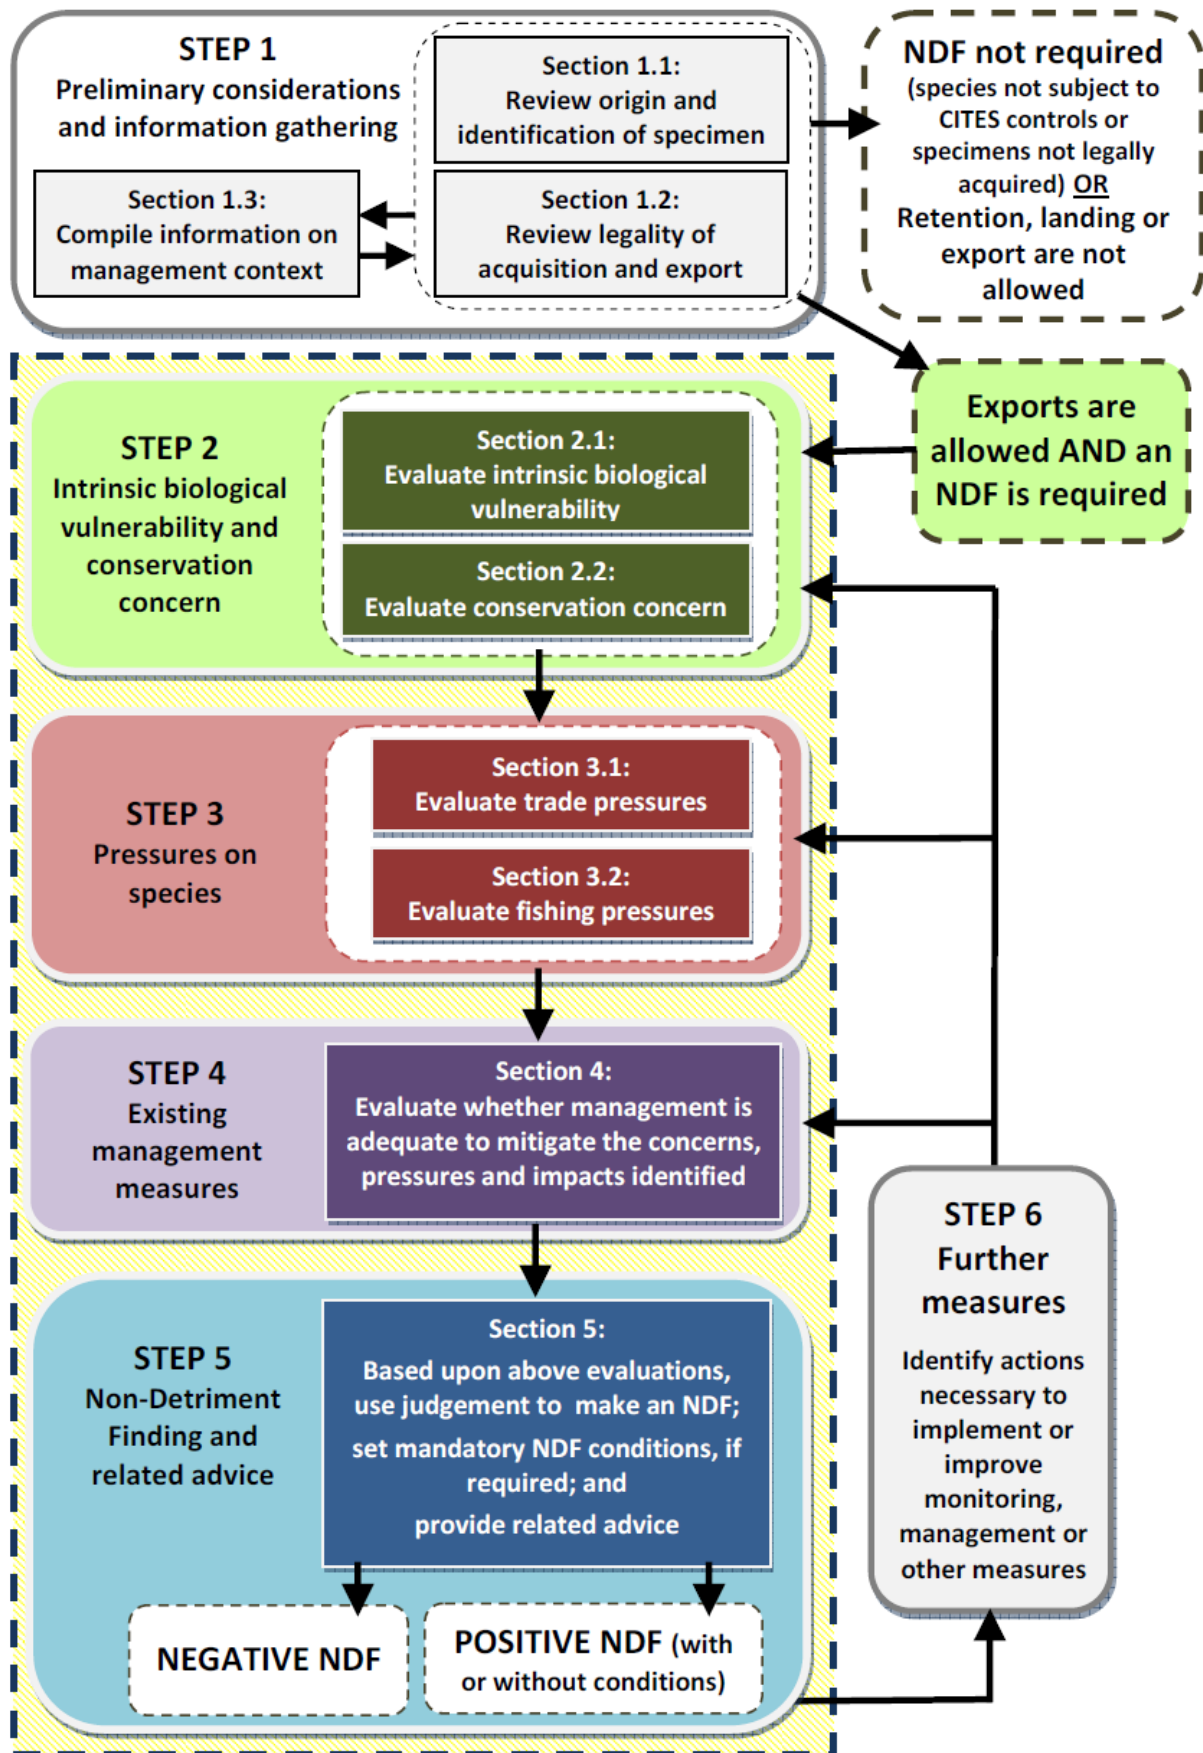 STEP 1
Preliminary considerations
and information gathering
Section 1.1:
Review origin and
identification of specimen
Section 1.2:
Review legality of
acquisition and export
Section 1.3:
Compile information on
management context
NDF not required
(species not subject to
CITES controls or
specimens not legally
acquired) OR
Retention, landing or
export are not
allowed
Exports are
allowed AND an
NDF is required
STEP 2
Intrinsic biological
vulnerability and
conservation
concern
Section 2.1:
Evaluate intrinsic biological
vulnerability
Section 2.2:
Evaluate conservation concern
STEP 3
Pressures on
species
Section 3.1:
Evaluate trade pressures
Section 3.2:
Evaluate fishing pressures
STEP 4
Existing
management
measures
Section 4:
Evaluate whether management is
adequate to mitigate the concerns,
pressures and impacts identified
STEP 5
Non-Detriment
Finding and
related advice
Section 5:
Based upon above evaluations,
use judgement to make an NDF;
set mandatory NDF conditions, if
required; and
provide related advice
NEGATIVE NDF
POSITIVE NDF (with
or without conditions)
STEP 6
Further
measures
Identify actions
necessary to
implement or
improve
monitoring,
management or
other measures